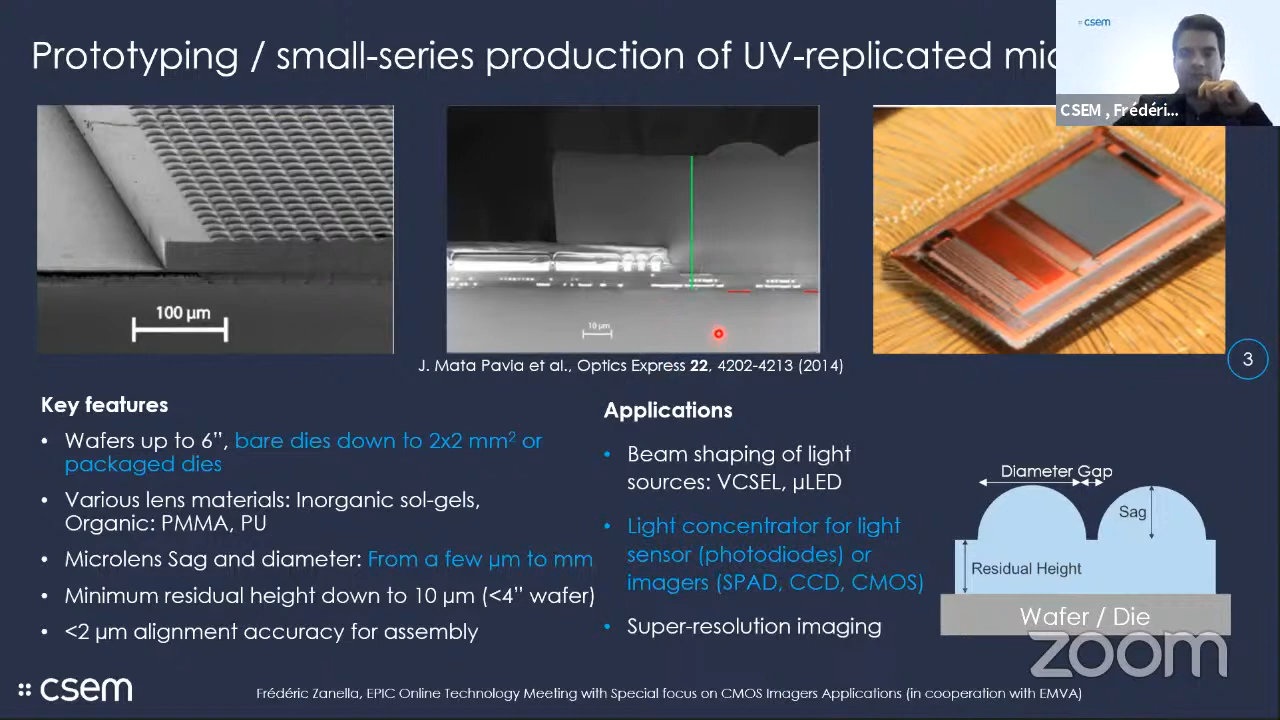 Prototyping / small-series production of UV-replicated mic
csem
CSEM , Frédéri...
100 µm
10 µm
J. Mata Pavia et al., Optics Express 22, 4202-4213 (2014)
3
Key features
• Wafers up to 6”, bare dies down to 2x2 mm² or
packaged dies
• Various lens materials: Inorganic sol-gels,
Organic: PMMA, PU
• Microlens Sag and diameter: From a few µm to mm
• Minimum residual height down to 10 µm (<4” wafer)
• <2 µm alignment accuracy for assembly
Applications
• Beam shaping of light
sources: VCSEL, µLED
• Light concentrator for light
sensor (photodiodes) or
imagers (SPAD, CCD, CMOS)
• Super-resolution imaging
Diameter Gap
Sag
Residual Height
Wafer / Die
zoom
csem
Frédéric Zanella, EPIC Online Technology Meeting with Special focus on CMOS Imagers Applications (in cooperation with EMVA)